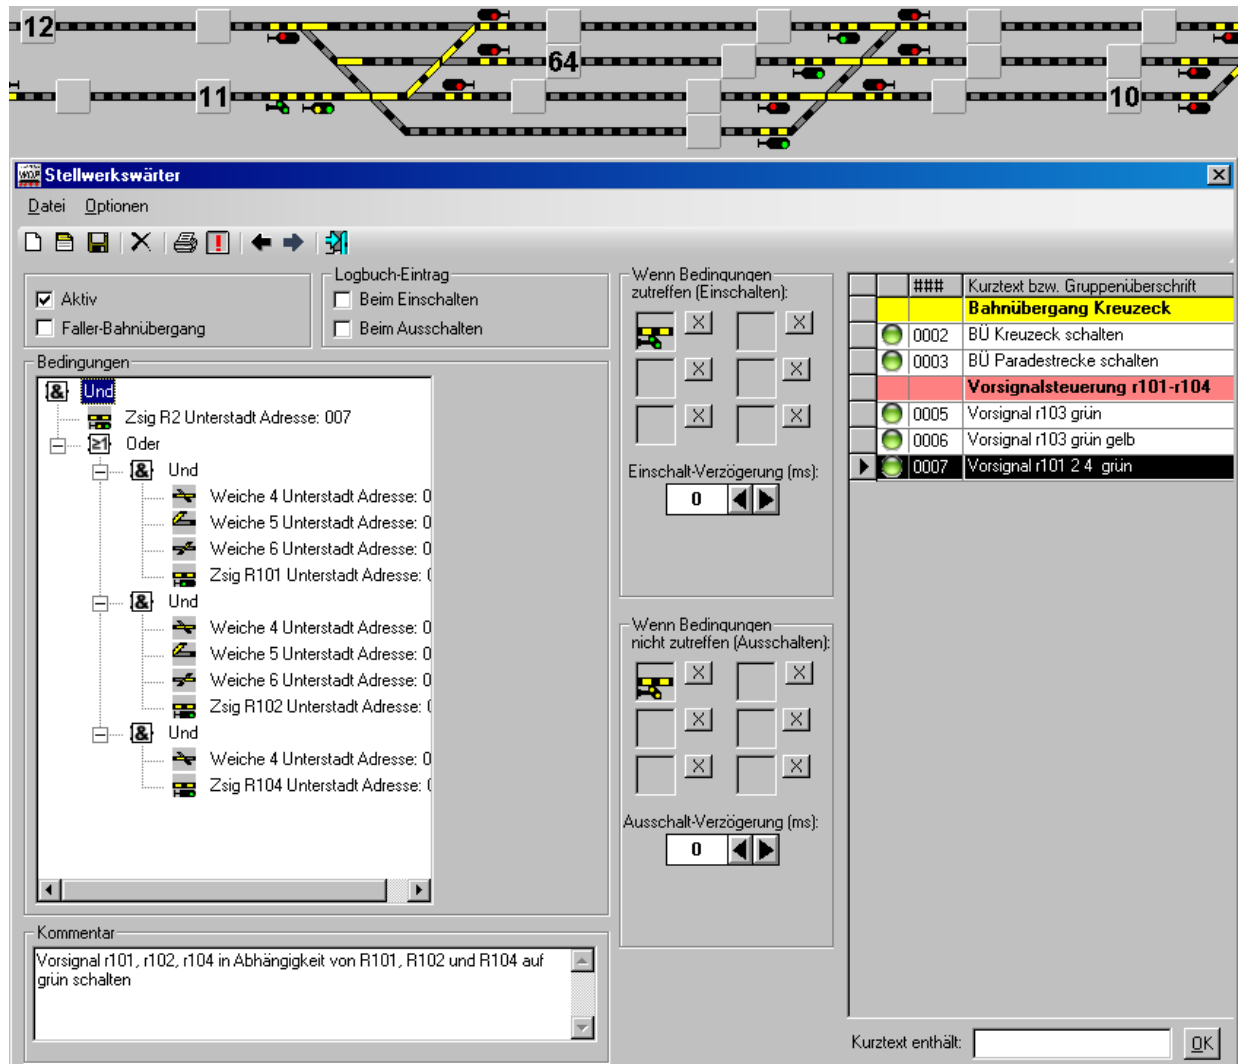 12
64
11
10
Stellwerkswärter
Datei Optionen
Aktiv
Faller-Bahnübergang
Logbuch-Eintrag
Beim Einschalten
Beim Ausschalten
Bedingungen
& Und
Zsig R2 Unterstadt Adresse: 007
≥1 Oder
& Und
Weiche 4 Unterstadt Adresse: 0
Weiche 5 Unterstadt Adresse: 0
Weiche 6 Unterstadt Adresse: 0
Zsig R101 Unterstadt Adresse: (
& Und
Weiche 4 Unterstadt Adresse: 0
Weiche 5 Unterstadt Adresse: 0
Weiche 6 Unterstadt Adresse: 0
Zsig R102 Unterstadt Adresse: (
& Und
Weiche 4 Unterstadt Adresse: 0
Zsig R104 Unterstadt Adresse: (
Kommentar
Vorsignal r101, r102, r104 in Abhängigkeit von R101, R102 und R104 auf
grün schalten
Wenn Bedingungen
zutreffen (Einschalten):
X X
X X
X X
Einschalt-Verzögerung (ms):
0
Wenn Bedingungen
nicht zutreffen (Ausschalten):
X X
X X
X X
Ausschalt-Verzögerung (ms):
0
### Kurztext bzw. Gruppenüberschrift
Bahnübergang Kreuzeck
0002 BÜ Kreuzeck schalten
0003 BÜ Paradestrecke schalten
Vorsignalsteuerung r101-r104
0005 Vorsignal r103 grün
0006 Vorsignal r103 grün gelb
0007 Vorsignal r101 2 4 grün
Kurztext enthält: OK